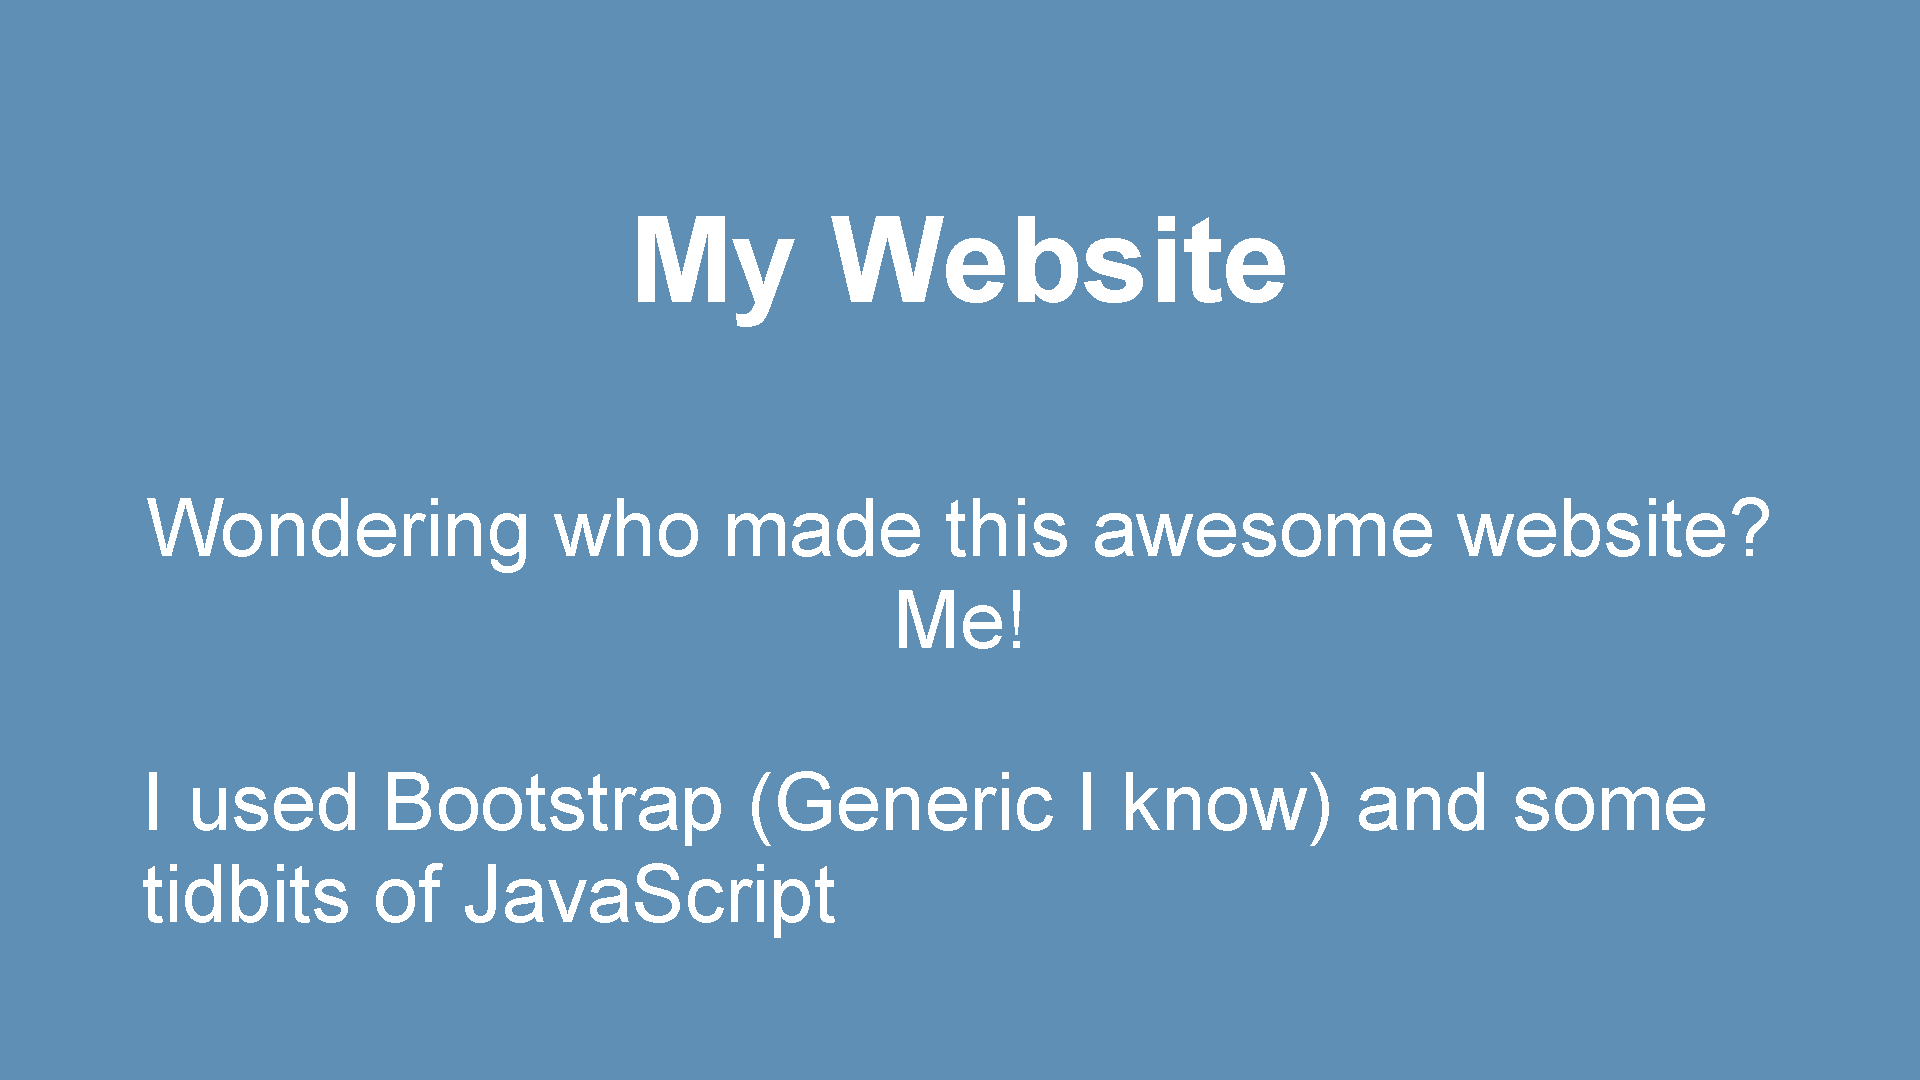 My Website
Wondering who made this awesome website?
Me!
I used Bootstrap (Generic I know) and some
tidbits of JavaScript